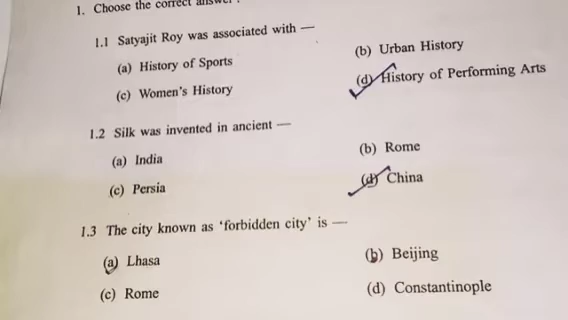 1. Choose the correct answer :
1.1 Satyajit Roy was associated with —
(a) History of Sports
(b) Urban History
(c) Women's History
(d) History of Performing Arts
1.2 Silk was invented in ancient —
(a) India
(b) Rome
(c) Persia
(d) China
1.3 The city known as 'forbidden city' is —
(a) Lhasa
(b) Beijing
(c) Rome
(d) Constantinople